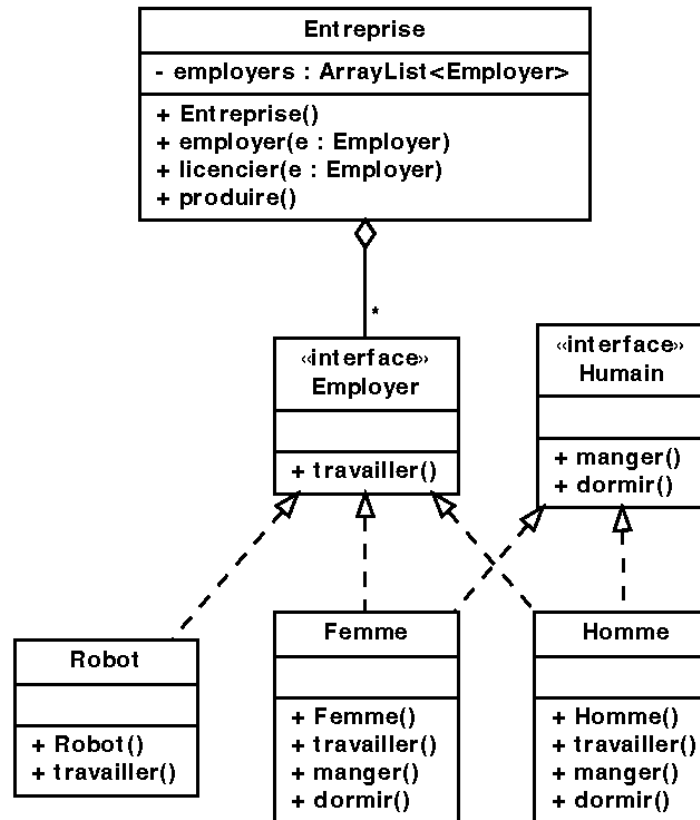 Entreprise
- employers : ArrayList<Employer>
+ Entreprise()
+ employer(e : Employer)
+ licencier(e : Employer)
+ produire()
*
«interface»
Employer
+ travailler()
«interface»
Humain
+ manger()
+ dormir()
Robot
+ Robot()
+ travailler()
Femme
+ Femme()
+ travailler()
+ manger()
+ dormir()
Homme
+ Homme()
+ travailler()
+ manger()
+ dormir()